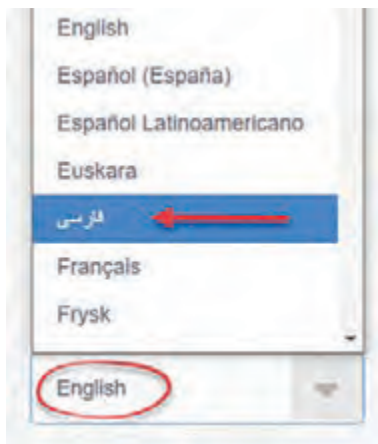 English
Español (España)
Español Latinoamericano
Euskara
فارسی
Français
Frysk
English